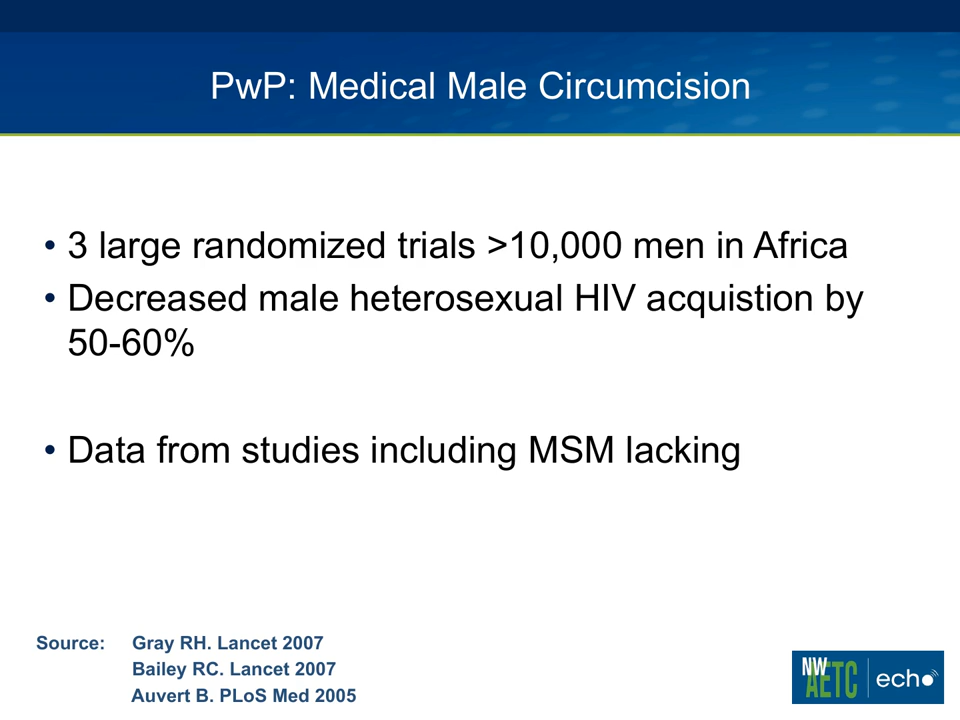 PwP: Medical Male Circumcision
• 3 large randomized trials >10,000 men in Africa
• Decreased male heterosexual HIV acquistion by
50-60%
• Data from studies including MSM lacking
Source: Gray RH. Lancet 2007
Bailey RC. Lancet 2007
Auvert B. PLoS Med 2005
NW
AETC echo